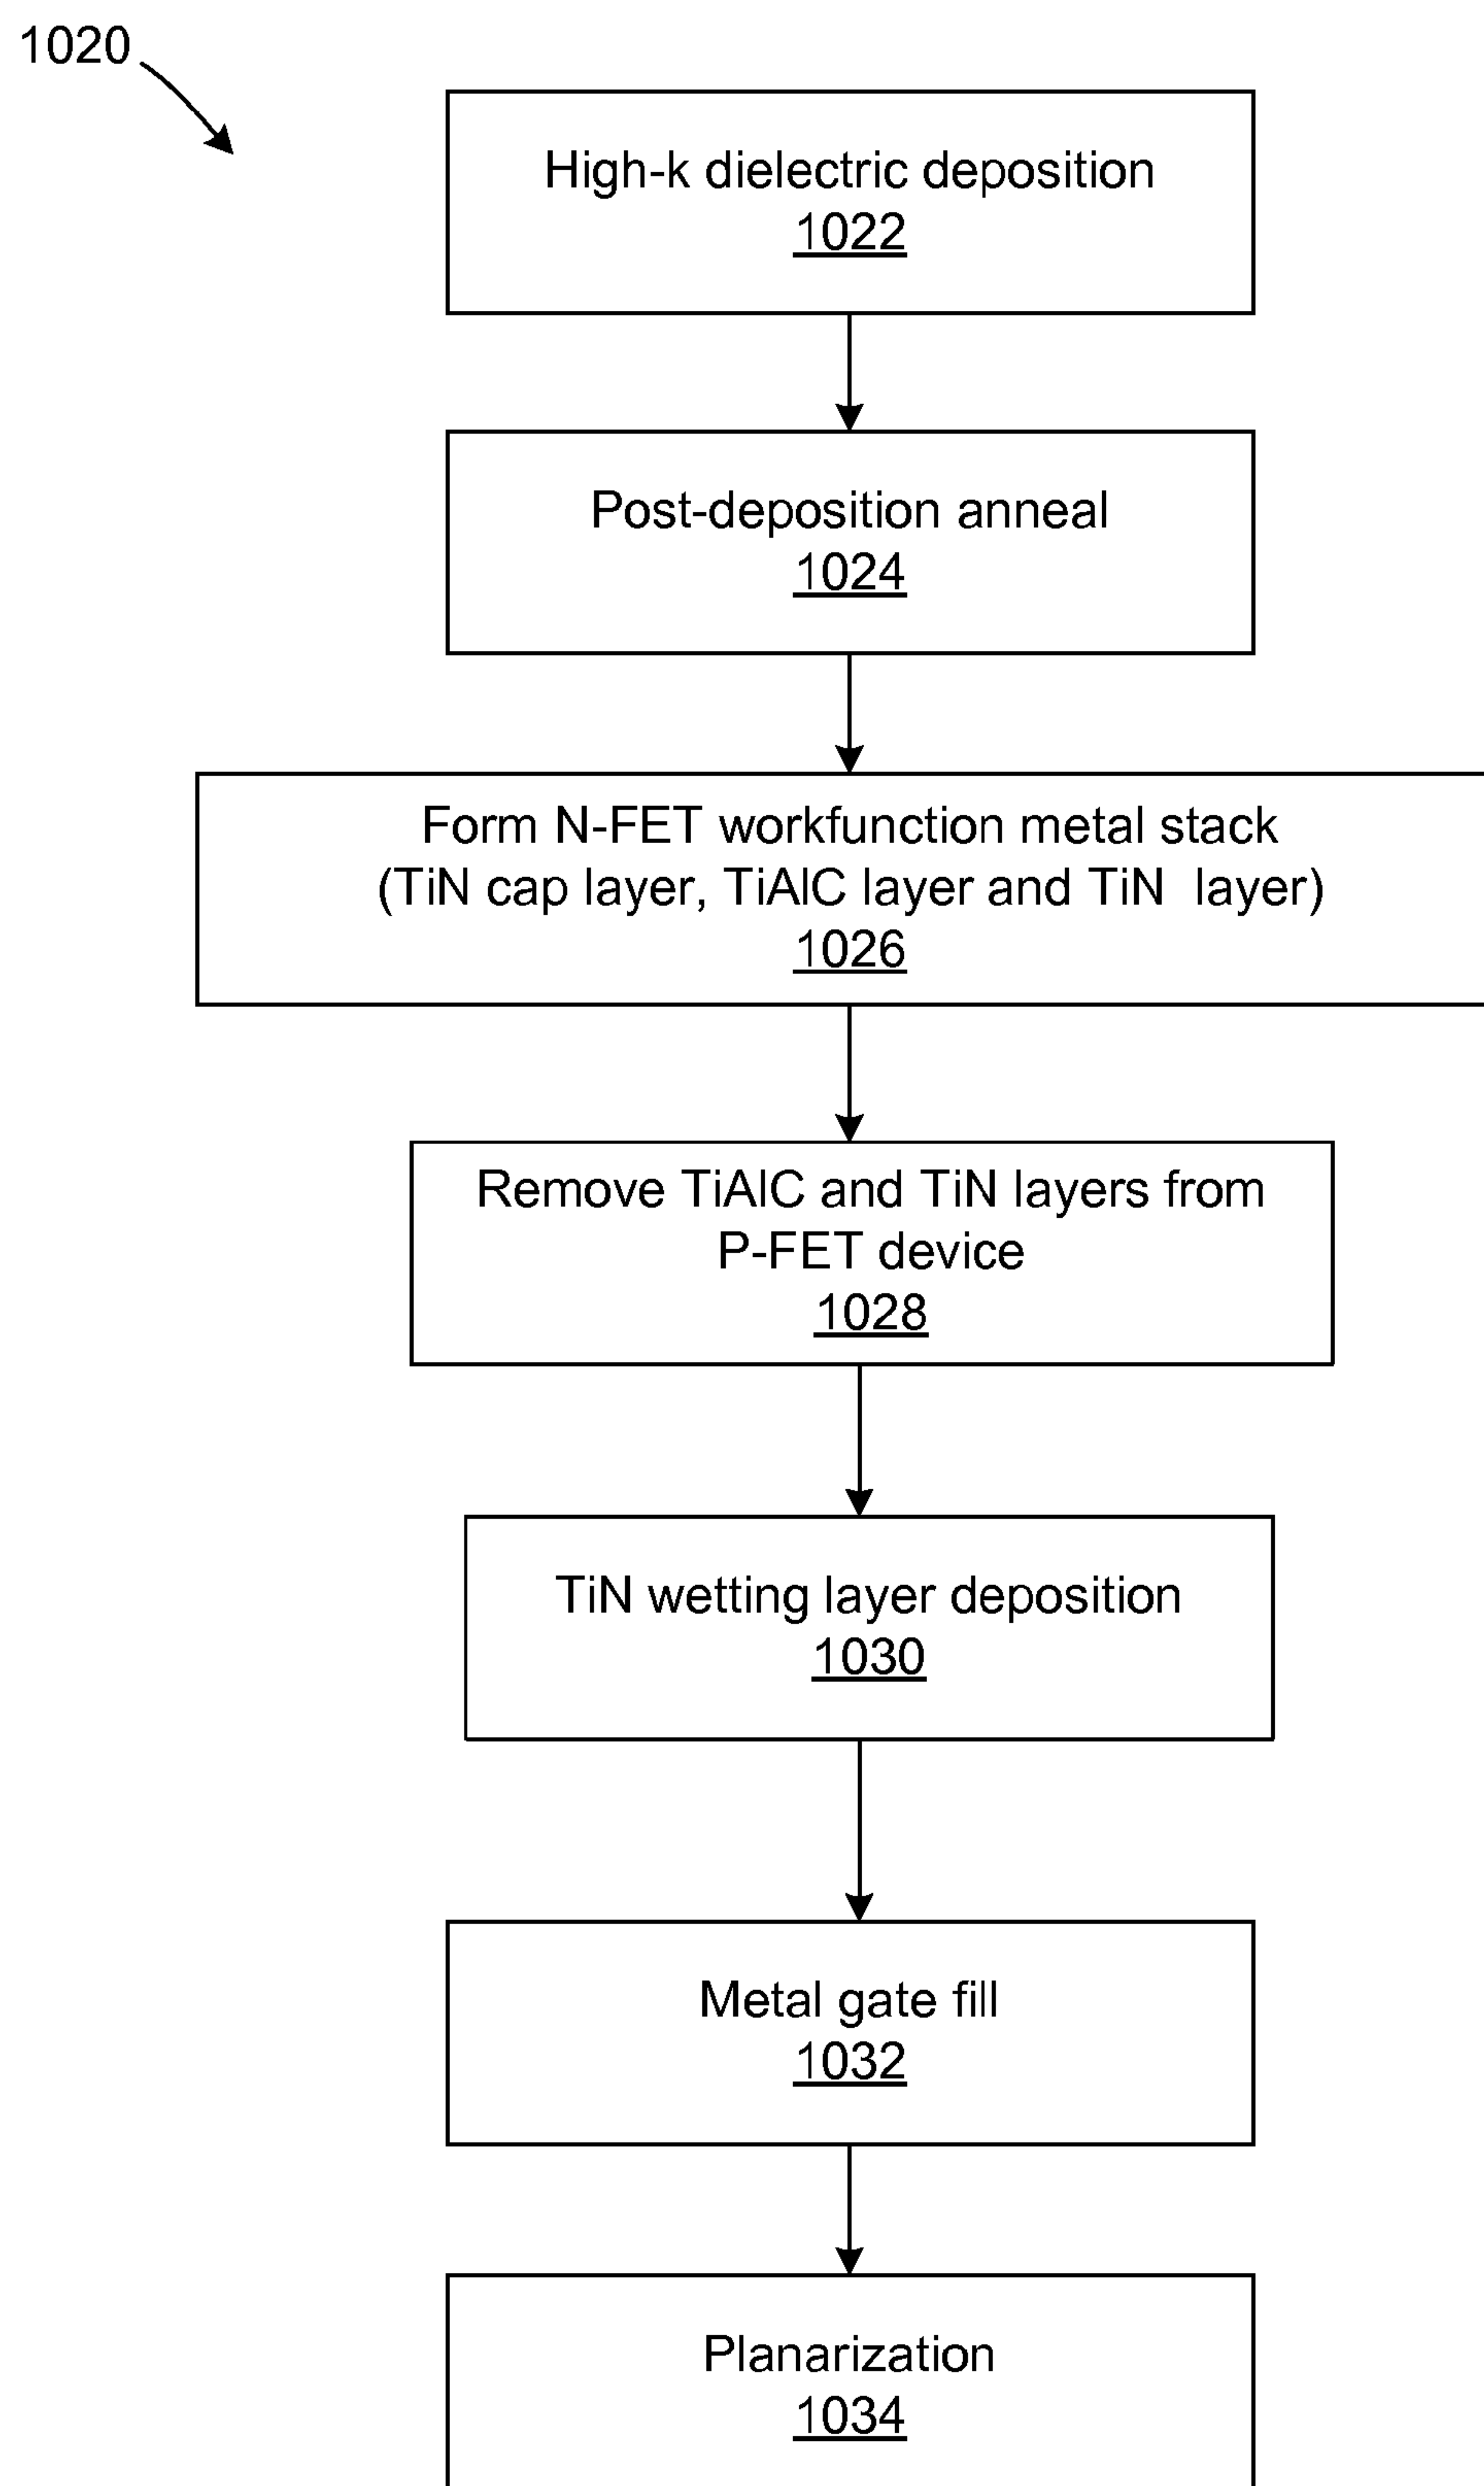 1020
High-k dielectric deposition
1022
Post-deposition anneal
1024
Form N-FET workfunction metal stack
(TiN cap layer, TiAlC layer and TiN  layer)
1026
Remove TiAlC and TiN layers from
P-FET device
1028
TiN wetting layer deposition
1030
Metal gate fill
1032
Planarization
1034